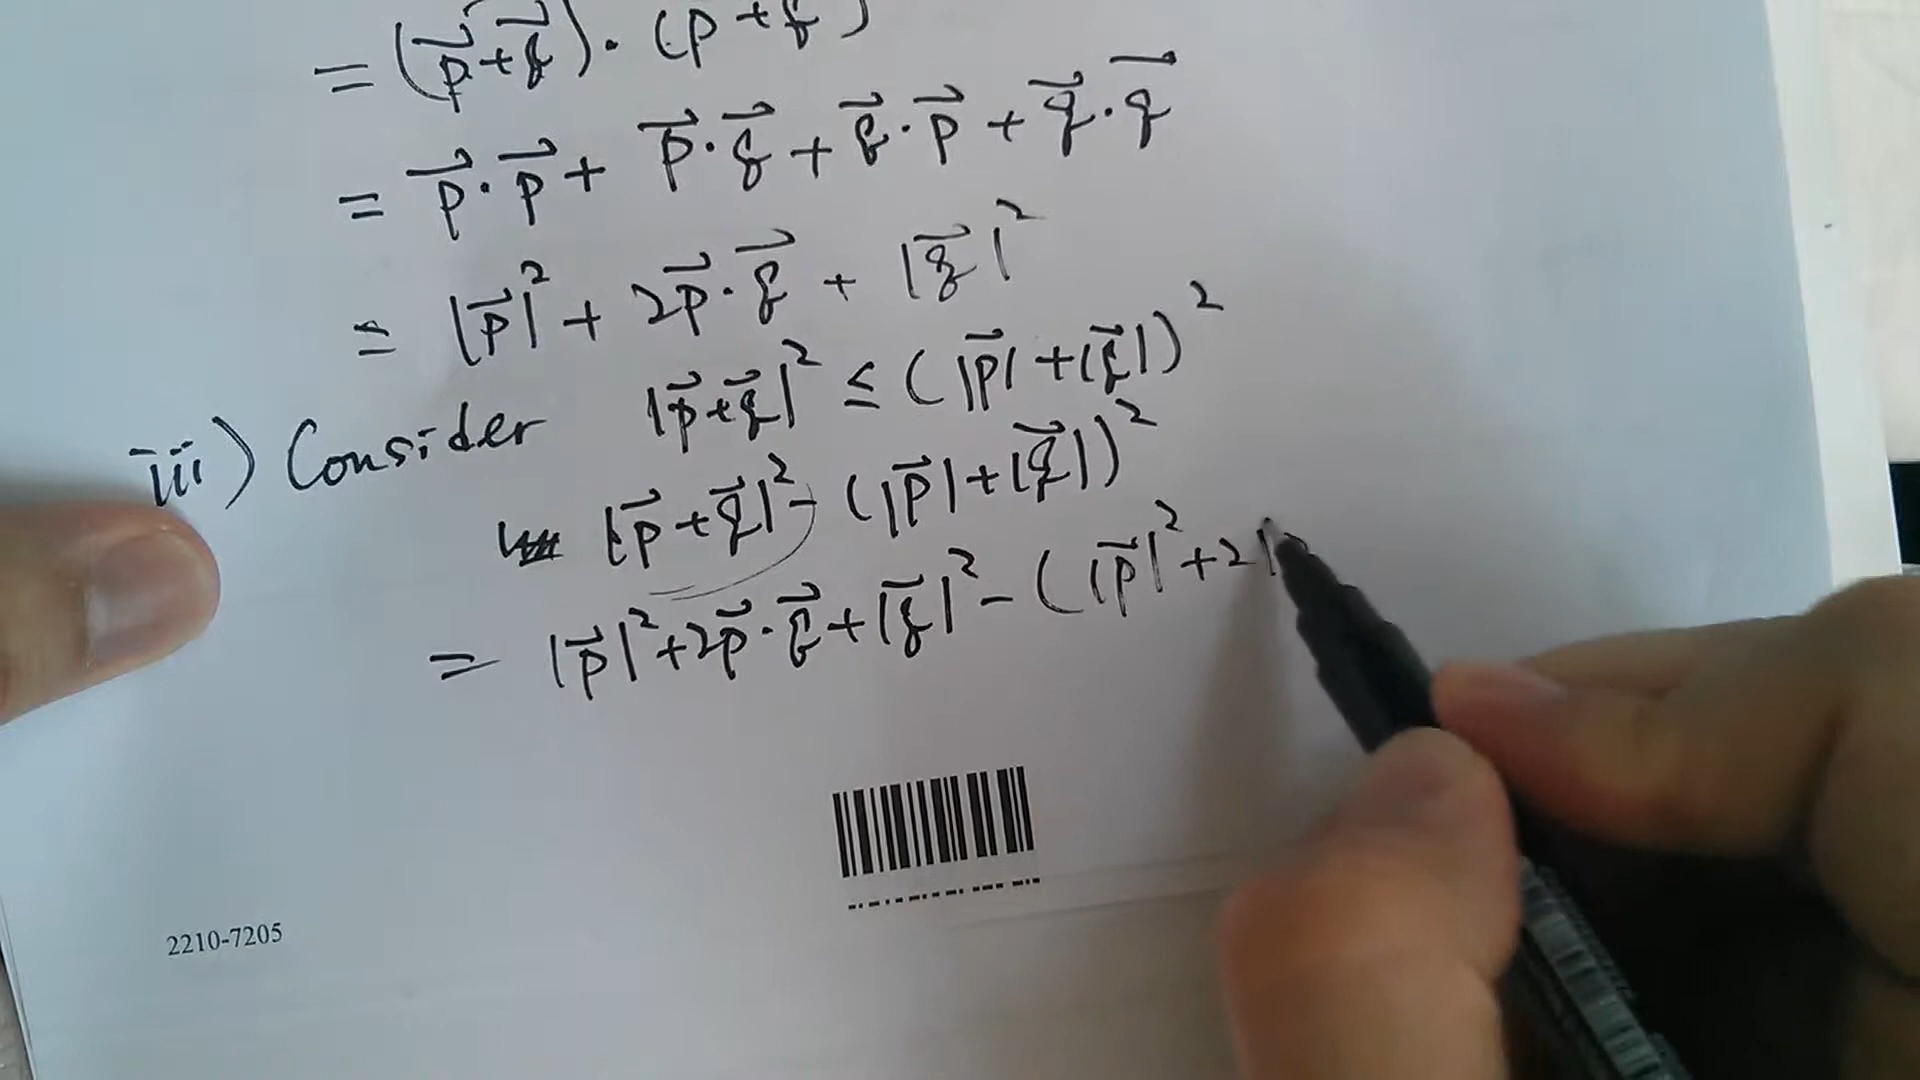 = (p⃗+q⃗)·(p+q)
= p⃗·p⃗ + p⃗·q⃗ + q⃗·p⃗ + q⃗·q⃗
= |p⃗|² + 2p⃗·q⃗ + |q⃗|²
iii) Consider |p⃗+q⃗|² ≤ (|p⃗|+|q⃗|)²
|p⃗+q⃗|² - (|p⃗|+|q⃗|)²
= |p⃗|²+2p⃗·q⃗+|q⃗|² - (|p⃗|²+2|
2210-7205